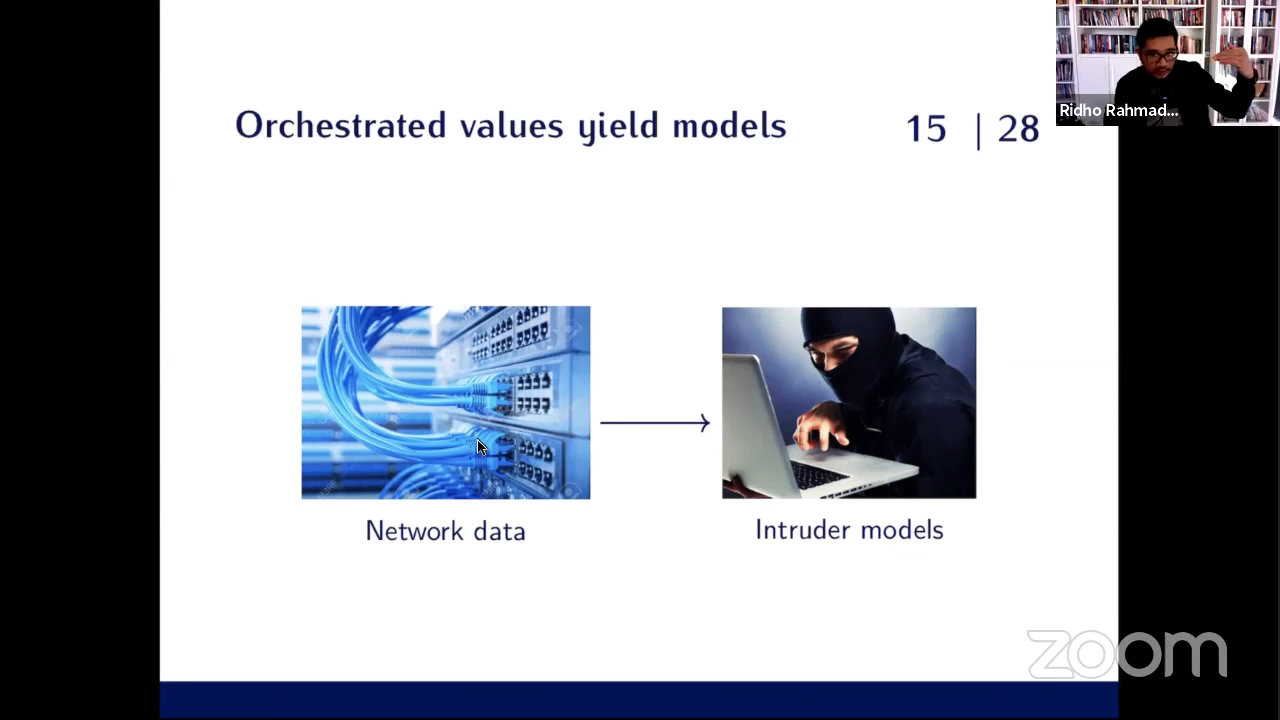 Orchestrated values yield models
15 | 28
Ridho Rahmad...
Network data
Intruder models
zoom